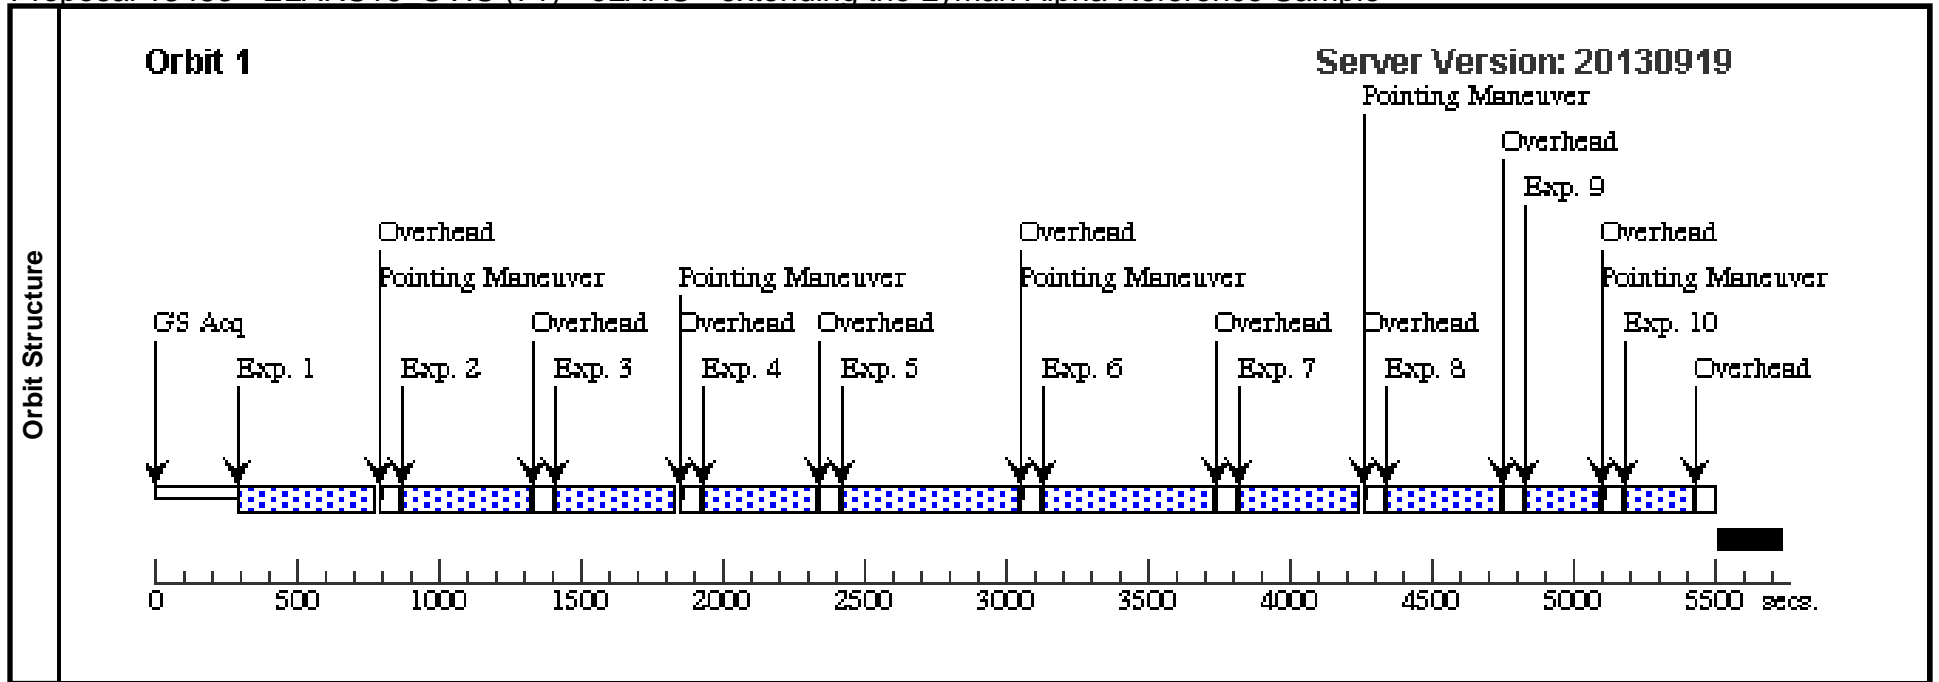 Orbit Structure
Orbit 1
Server Version: 20130919
Pointing Maneuver
Overhead
Exp. 9
Overhead
Overhead
Overhead
Pointing Maneuver
Pointing Maneuver
Pointing Maneuver
Pointing Maneuver
GS Acq
Overhead
Overhead
Overhead
Overhead
Overhead
Exp. 10
Exp. 1
Exp. 2
Exp. 3
Exp. 4
Exp. 5
Exp. 6
Exp. 7
Exp. 8
Overhead
0 500 1000 1500 2000 2500 3000 3500 4000 4500 5000 5500 secs.